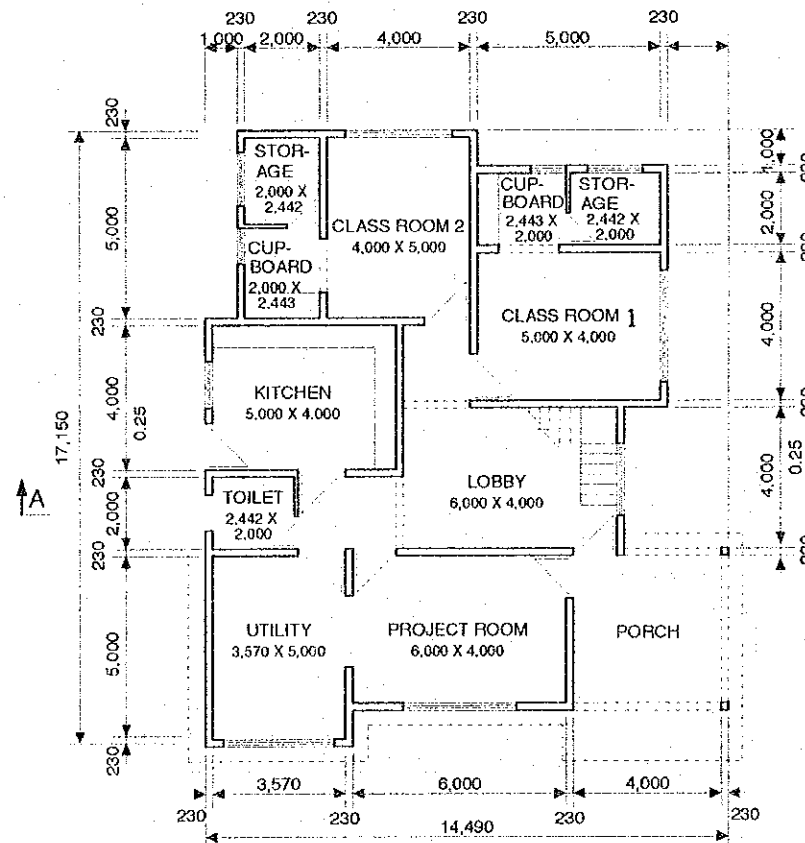 230 230 230 230
1,000 2,000 4,000 5,000
230
5,000
230
4,000
0.25
230
2,000
230
5,000
230
17,150
A
STOR-
AGE
2,000 X
2,442
CUP-
BOARD
2,000 X
2,443
CLASS ROOM 2
4,000 X 5,000
CUP-
BOARD
2,443 X
2,000
STOR-
AGE
2,442 X
2,000
CLASS ROOM 1
5,000 X 4,000
KITCHEN
5,000 X 4.000
TOILET
2,442 X
2,000
LOBBY
6,000 X 4,000
UTILITY
3,570 X 5,000
PROJECT ROOM
6,000 X 4,000
PORCH
1,000
2,000
4,000
4,000
0.25
3,570 6,000 4,000
230 230 230 230
14,490